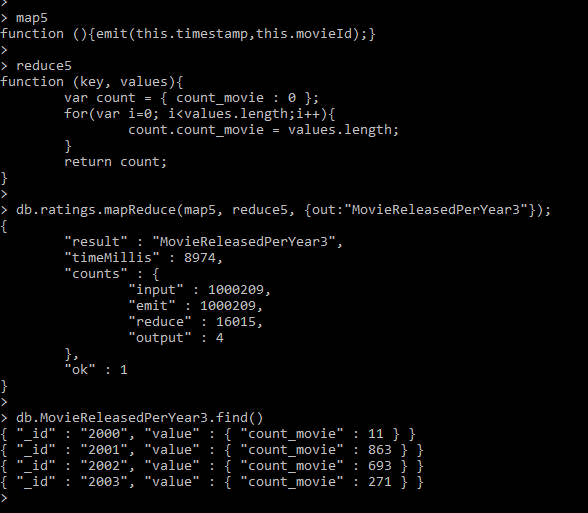 >
> map5
function (){emit(this.timestamp,this.movieId);}
>
> reduce5
function (key, values){
        var count = { count_movie : 0 };
        for(var i=0; i<values.length;i++){
                count.count_movie = values.length;
        }
        return count;
}
>
> db.ratings.mapReduce(map5, reduce5, {out:"MovieReleasedPerYear3"});
{
        "result" : "MovieReleasedPerYear3",
        "timeMillis" : 8974,
        "counts" : {
                "input" : 1000209,
                "emit" : 1000209,
                "reduce" : 16015,
                "output" : 4
        },
        "ok" : 1
}
>
> db.MovieReleasedPerYear3.find()
{ "_id" : "2000", "value" : { "count_movie" : 11 } }
{ "_id" : "2001", "value" : { "count_movie" : 863 } }
{ "_id" : "2002", "value" : { "count_movie" : 693 } }
{ "_id" : "2003", "value" : { "count_movie" : 271 } }
>